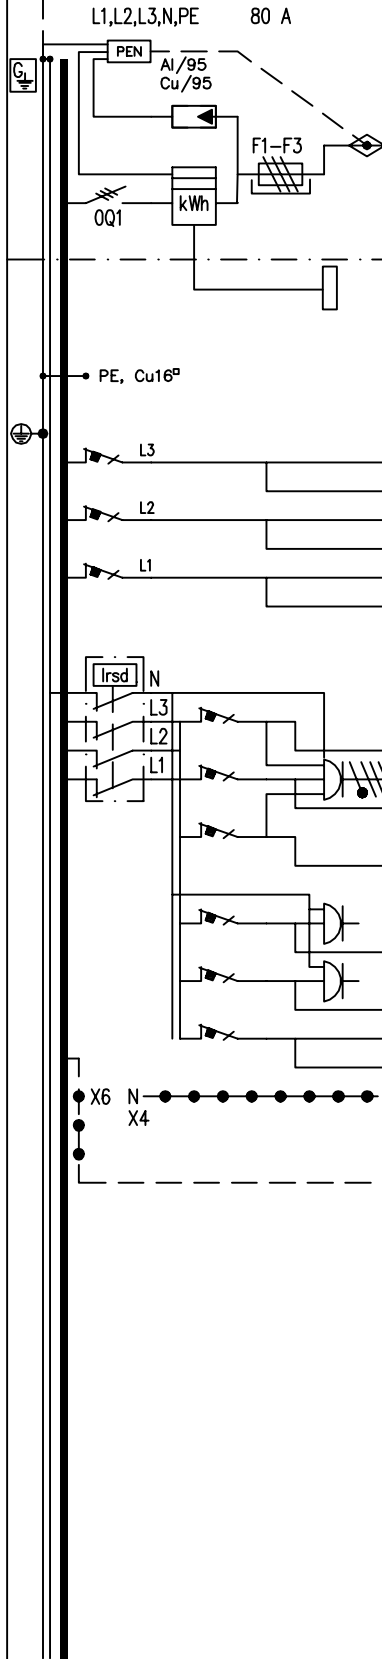 L1,L2,L3,N,PE 80 A
PEN
G
Al/95
Cu/95
F1-F3
kWh
0Q1
PE, Cu16□
L3
L2
L1
Irsd N
L3
L2
L1
X6 N
X4